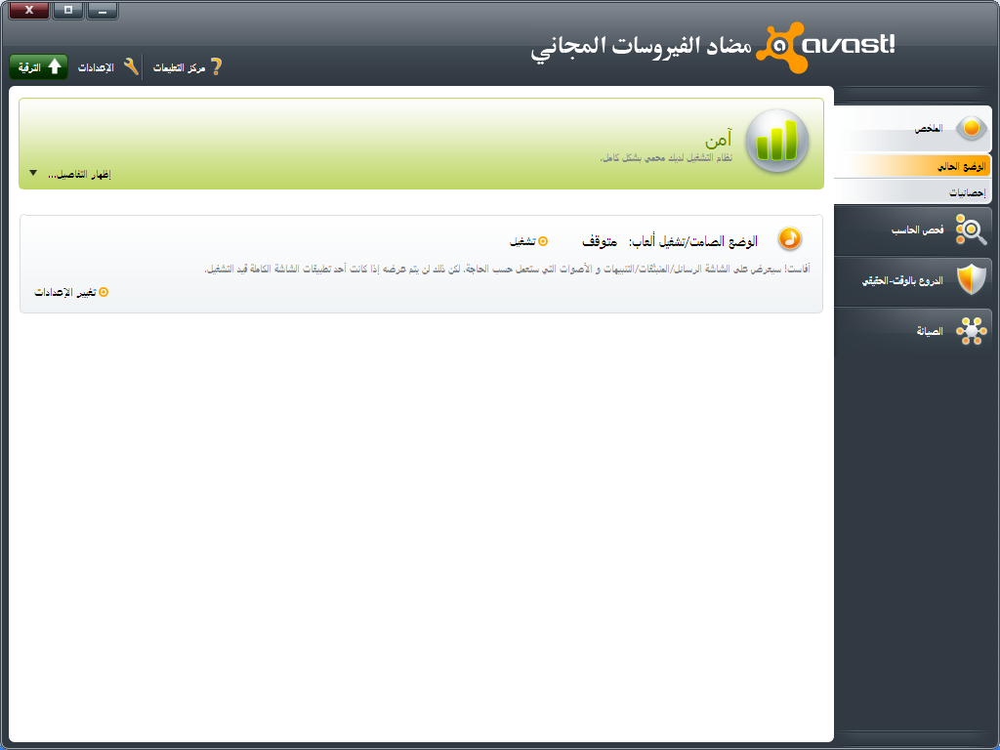 avast! مضاد الفيروسات المجاني
مركز التعليمات
الإعدادات
الترقية
الملخص
الوضع الحالي
إحصائيات
فحص الحاسب
الدروع بالوقت-الحقيقي
الصيانة
آمن
نظام التشغيل لديك محمي بشكل كامل.
إظهار التفاصيل...
الوضع الصامت/تشغيل ألعاب: متوقف تشغيل
أفاست! سيعرض على الشاشة الرسائل/المنبثقات/التنبيهات و الأصوات التي ستعمل حسب الحاجة. لكن ذلك لن يتم عرضه إذا كانت أحد تطبيقات الشاشة الكاملة قيد التشغيل.
تغيير الإعدادات